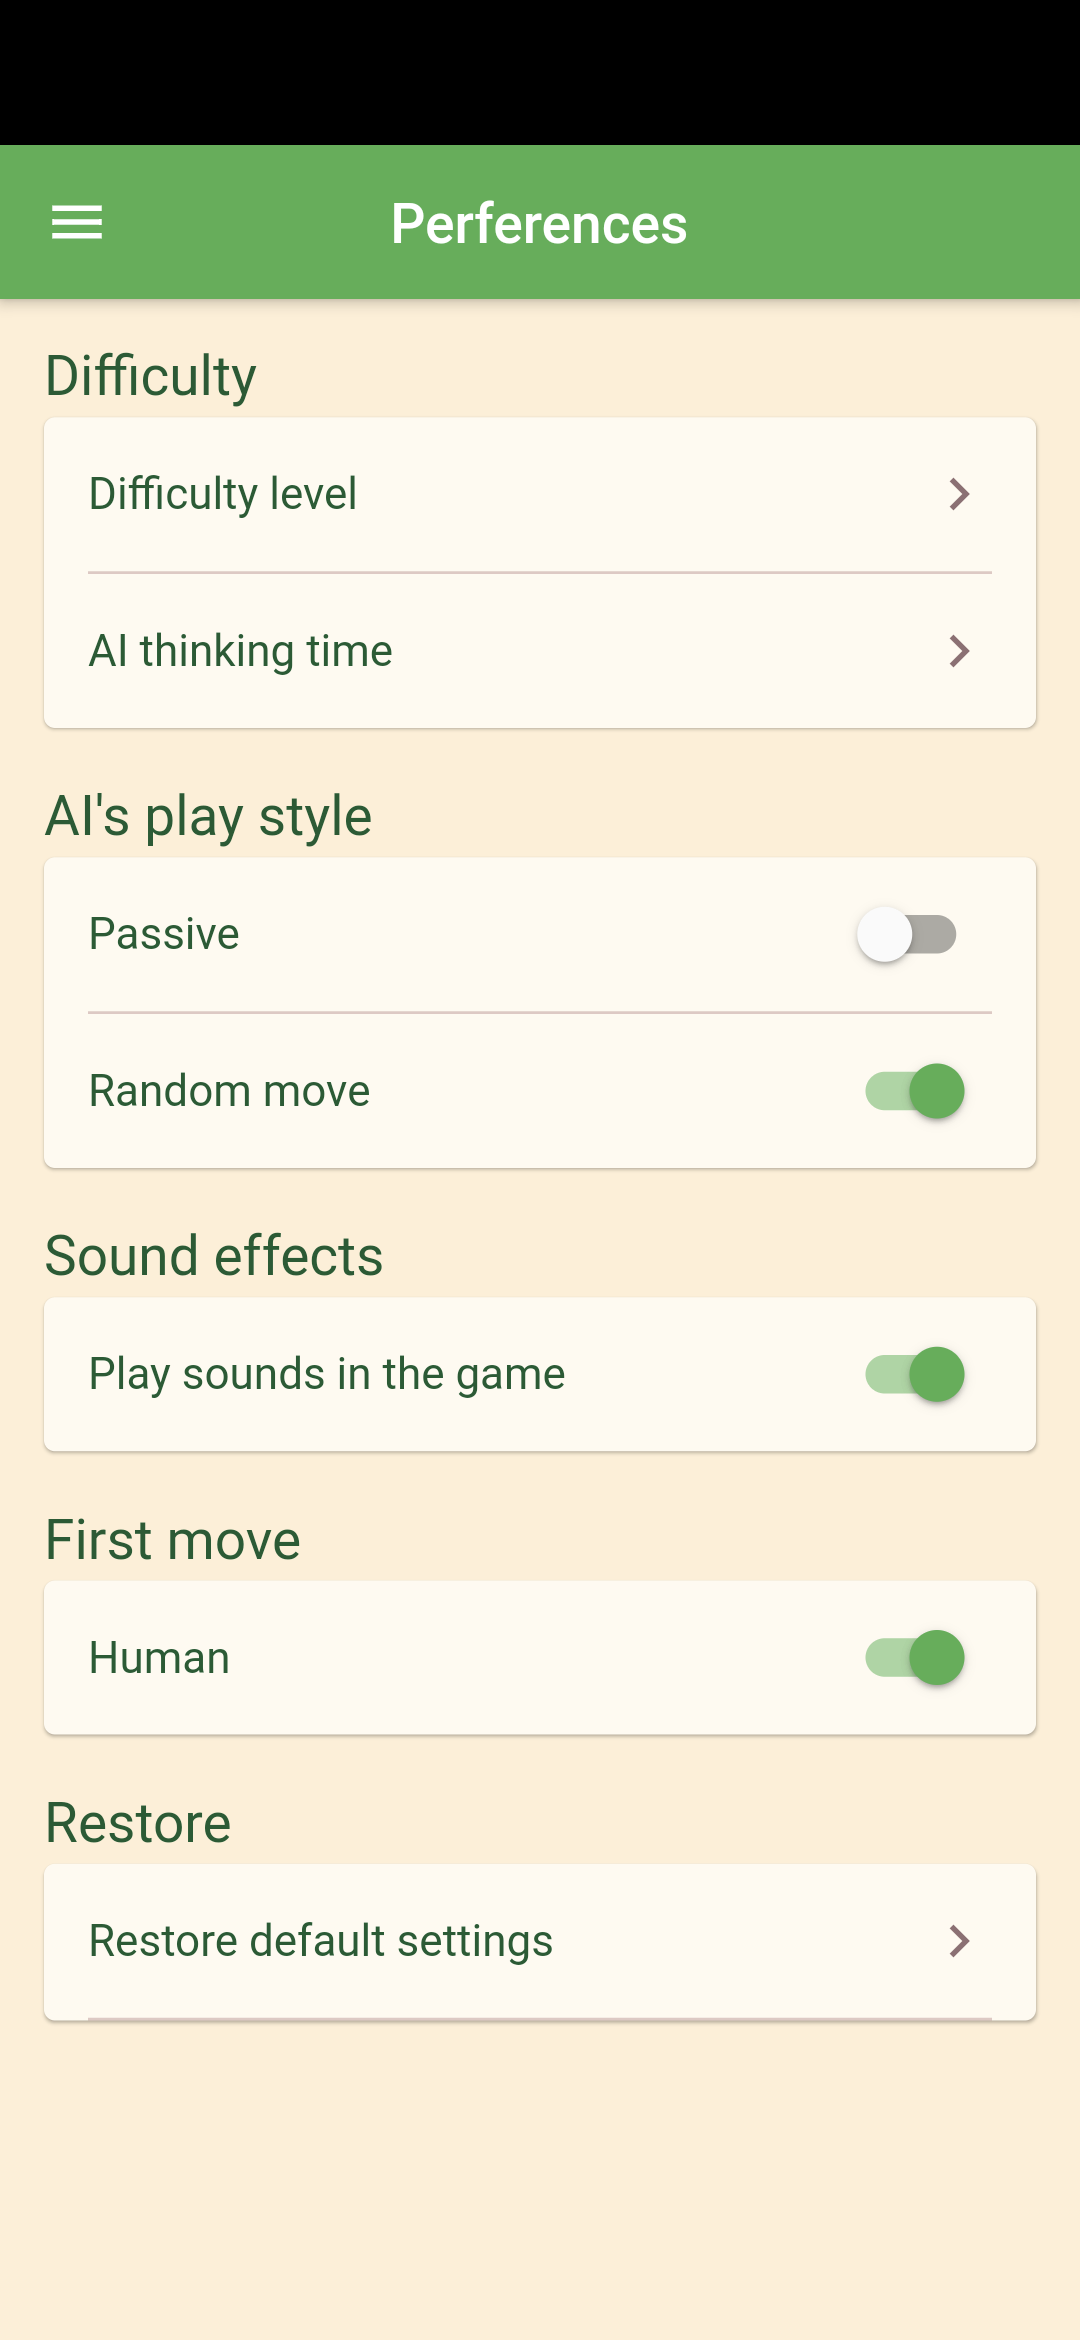 Perferences
Difficulty
Difficulty level
AI thinking time
AI's play style
Passive
Random move
Sound effects
Play sounds in the game
First move
Human
Restore
Restore default settings